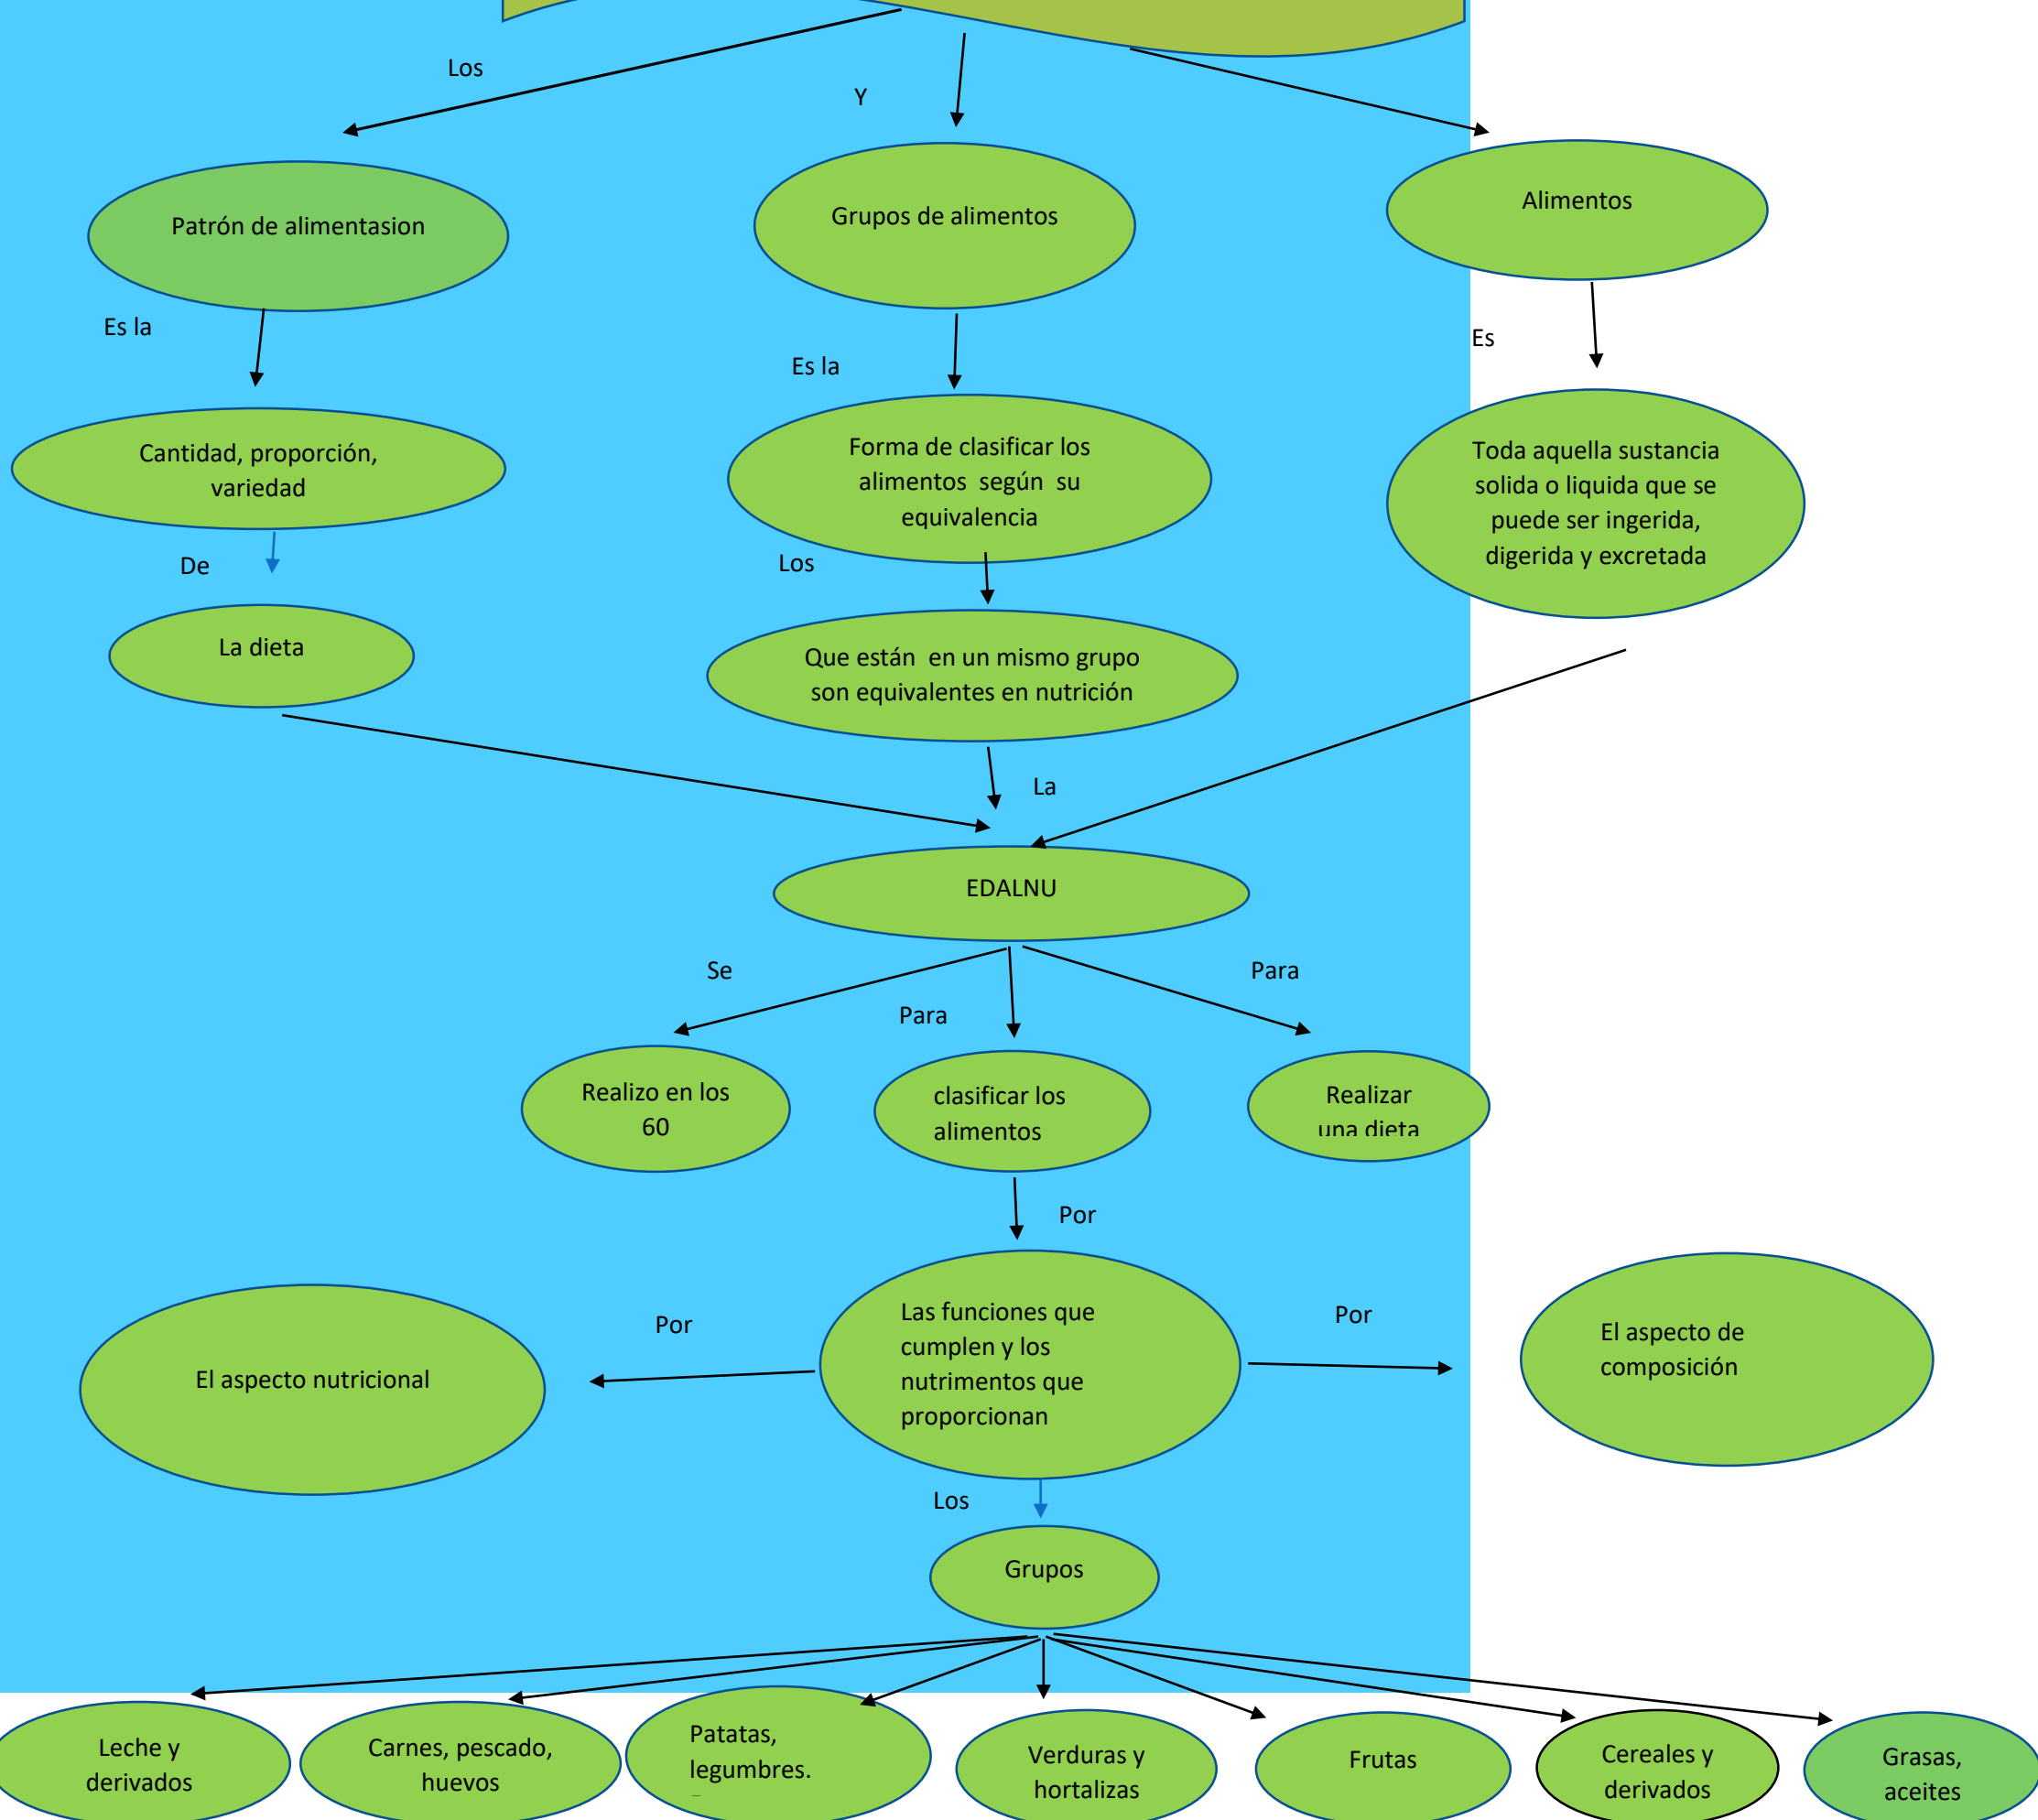 Los
Y
Patrón de alimentasion
Grupos de alimentos
Alimentos
Es la
Es la
Es
Cantidad, proporción,
variedad
Forma de clasificar los
alimentos según su
equivalencia
Toda aquella sustancia
solida o liquida que se
puede ser ingerida,
digerida y excretada
De
Los
La dieta
Que están en un mismo grupo
son equivalentes en nutrición
La
EDALNU
Se
Para
Para
Realizo en los
60
clasificar los
alimentos
Realizar
una dieta
Por
El aspecto nutricional
Por
Las funciones que
cumplen y los
nutrimentos que
proporcionan
Por
El aspecto de
composición
Los
Grupos
Leche y
derivados
Carnes, pescado,
huevos
Patatas,
legumbres.
Verduras y
hortalizas
Frutas
Cereales y
derivados
Grasas,
aceites